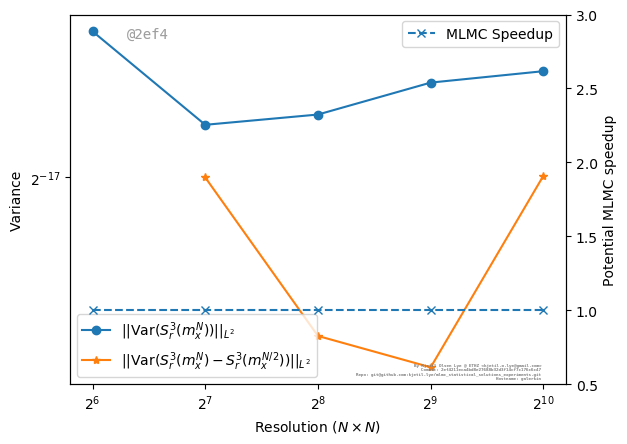 @2ef4
MLMC Speedup
Variance
2^{-17}
3.0
2.5
2.0
1.5
1.0
0.5
Potential MLMC speedup
||Var(S_r^3(m_x^N))||_{L^2}
||Var(S_r^3(m_x^N) − S_r^3(m_x^{N/2}))||_{L^2}
2^6 2^7 2^8 2^9 2^{10}
Resolution (N × N)